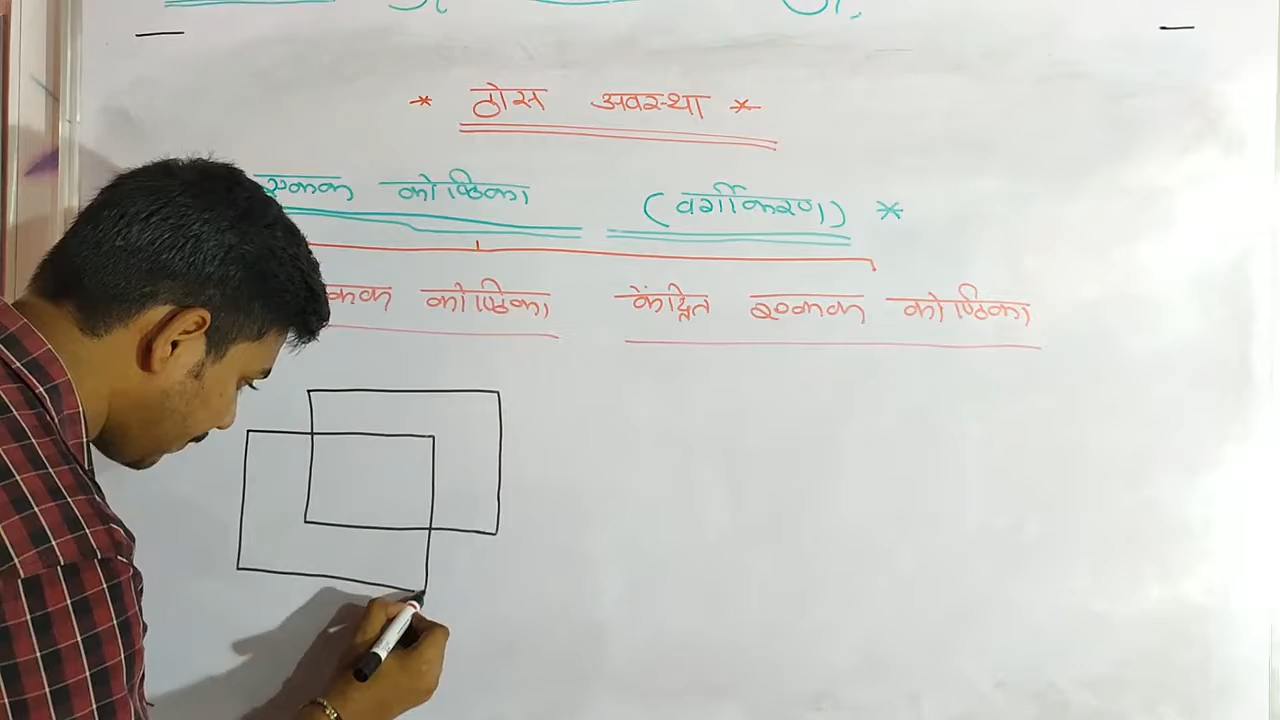 * ठोस अवस्था *
एकक कोष्ठिका (वर्गीकरण) *
कोष्ठिका केंद्रित एकक कोष्ठिका